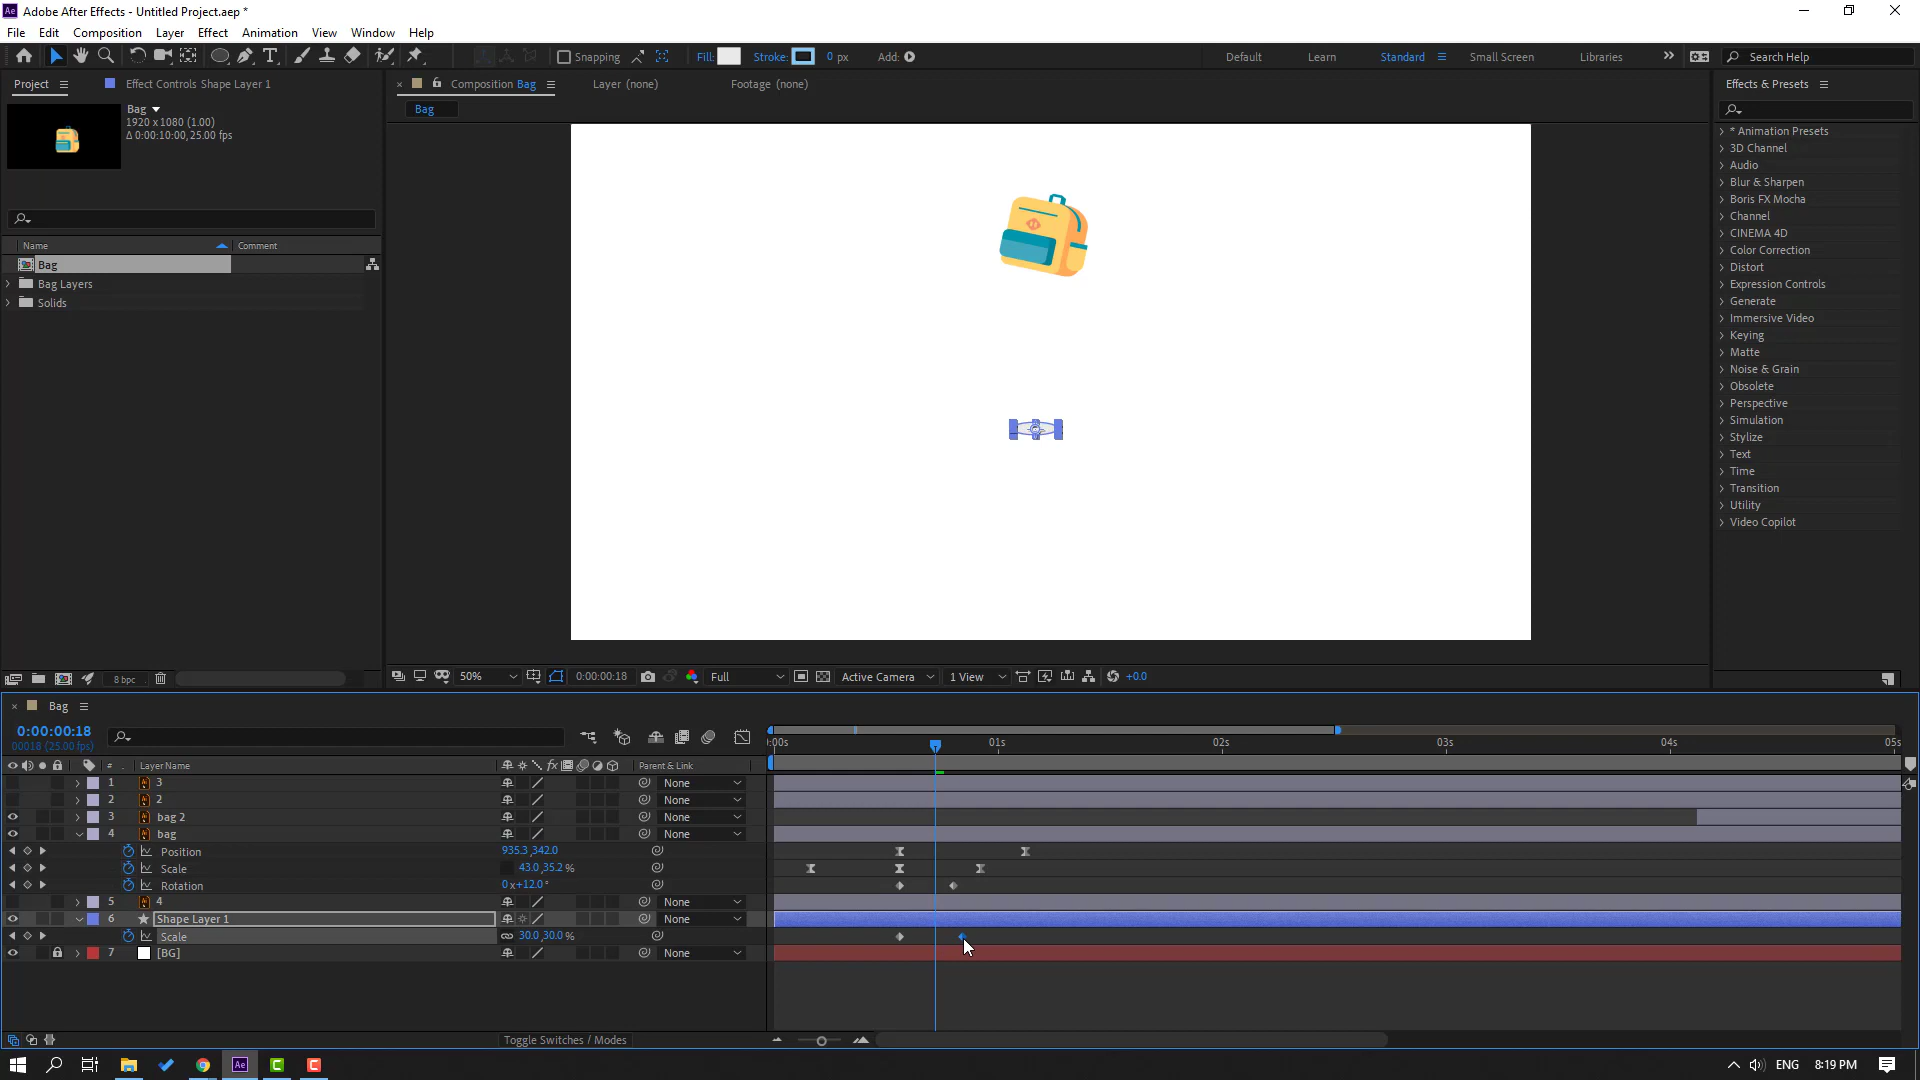 Adobe After Effects - Untitled Project.aep *
File Edit Composition Layer Effect Animation View Window Help
Snapping Fill: Stroke: 0 px Add: Default Learn Standard Small Screen Libraries Search Help
Project Effect Controls Shape Layer 1 Composition Bag Layer (none) Footage (none) Effects & Presets
Bag
1920 x 1080 (1.00)
Δ 0:00:10:00, 25.00 fps
Bag
Name Comment
Bag
Bag Layers
Solids
* Animation Presets
3D Channel
Audio
Blur & Sharpen
Boris FX Mocha
Channel
CINEMA 4D
Color Correction
Distort
Expression Controls
Generate
Immersive Video
Keying
Matte
Noise & Grain
Obsolete
Perspective
Simulation
Stylize
Text
Time
Transition
Utility
Video Copilot
8 bpc 50% 0:00:00:18 Full Active Camera 1 View +0.0
Bag
0:00:00:18
00018 (25.00 fps)
:00s 01s 02s 03s 04s 05s
# . Layer Name fx Parent & Link
1 3 None
2 2 None
3 bag 2 None
4 bag None
Position 935.3,342.0
Scale 43.0,35.2 %
Rotation 0x+12.0°
5 4 None
6 Shape Layer 1 None
Scale 30.0,30.0 %
7 [BG] None
Toggle Switches / Modes
Ae ENG 8:19 PM